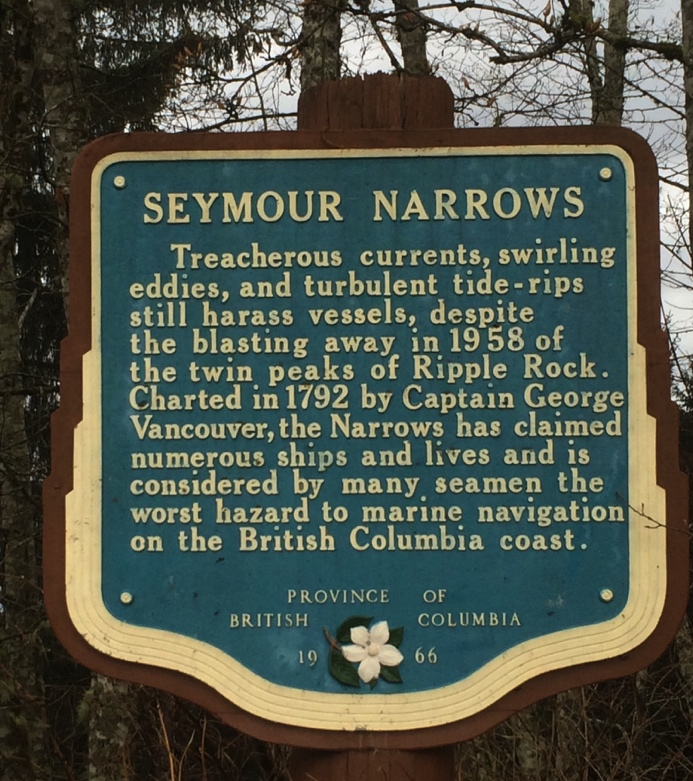 SEYMOUR NARROWS
Treacherous currents, swirling
eddies, and turbulent tide-rips
still harass vessels, despite
the blasting away in 1958 of
the twin peaks of Ripple Rock.
Charted in 1792 by Captain George
Vancouver, the Narrows has claimed
numerous ships and lives and is
considered by many seamen the
worst hazard to marine navigation
on the British Columbia coast.
PROVINCE OF
BRITISH COLUMBIA
19 66